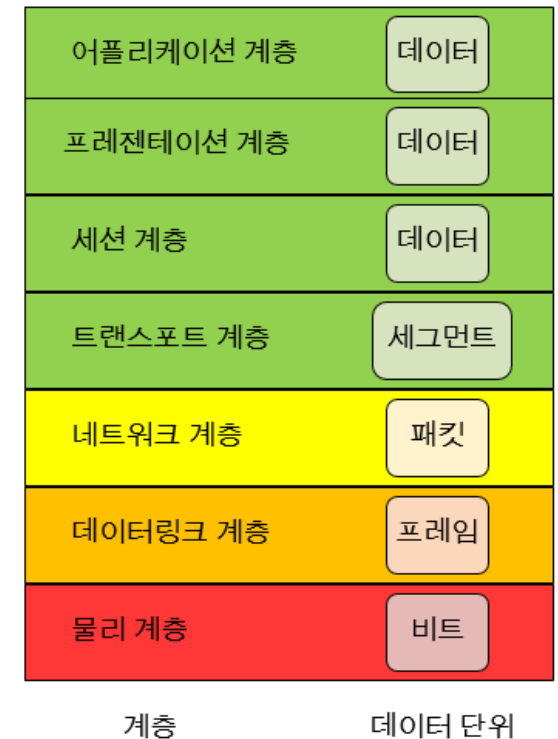 어플리케이션 계층 데이터
프레젠테이션 계층 데이터
세션 계층 데이터
트랜스포트 계층 세그먼트
네트워크 계층 패킷
데이터링크 계층 프레임
물리 계층 비트
계층 데이터 단위